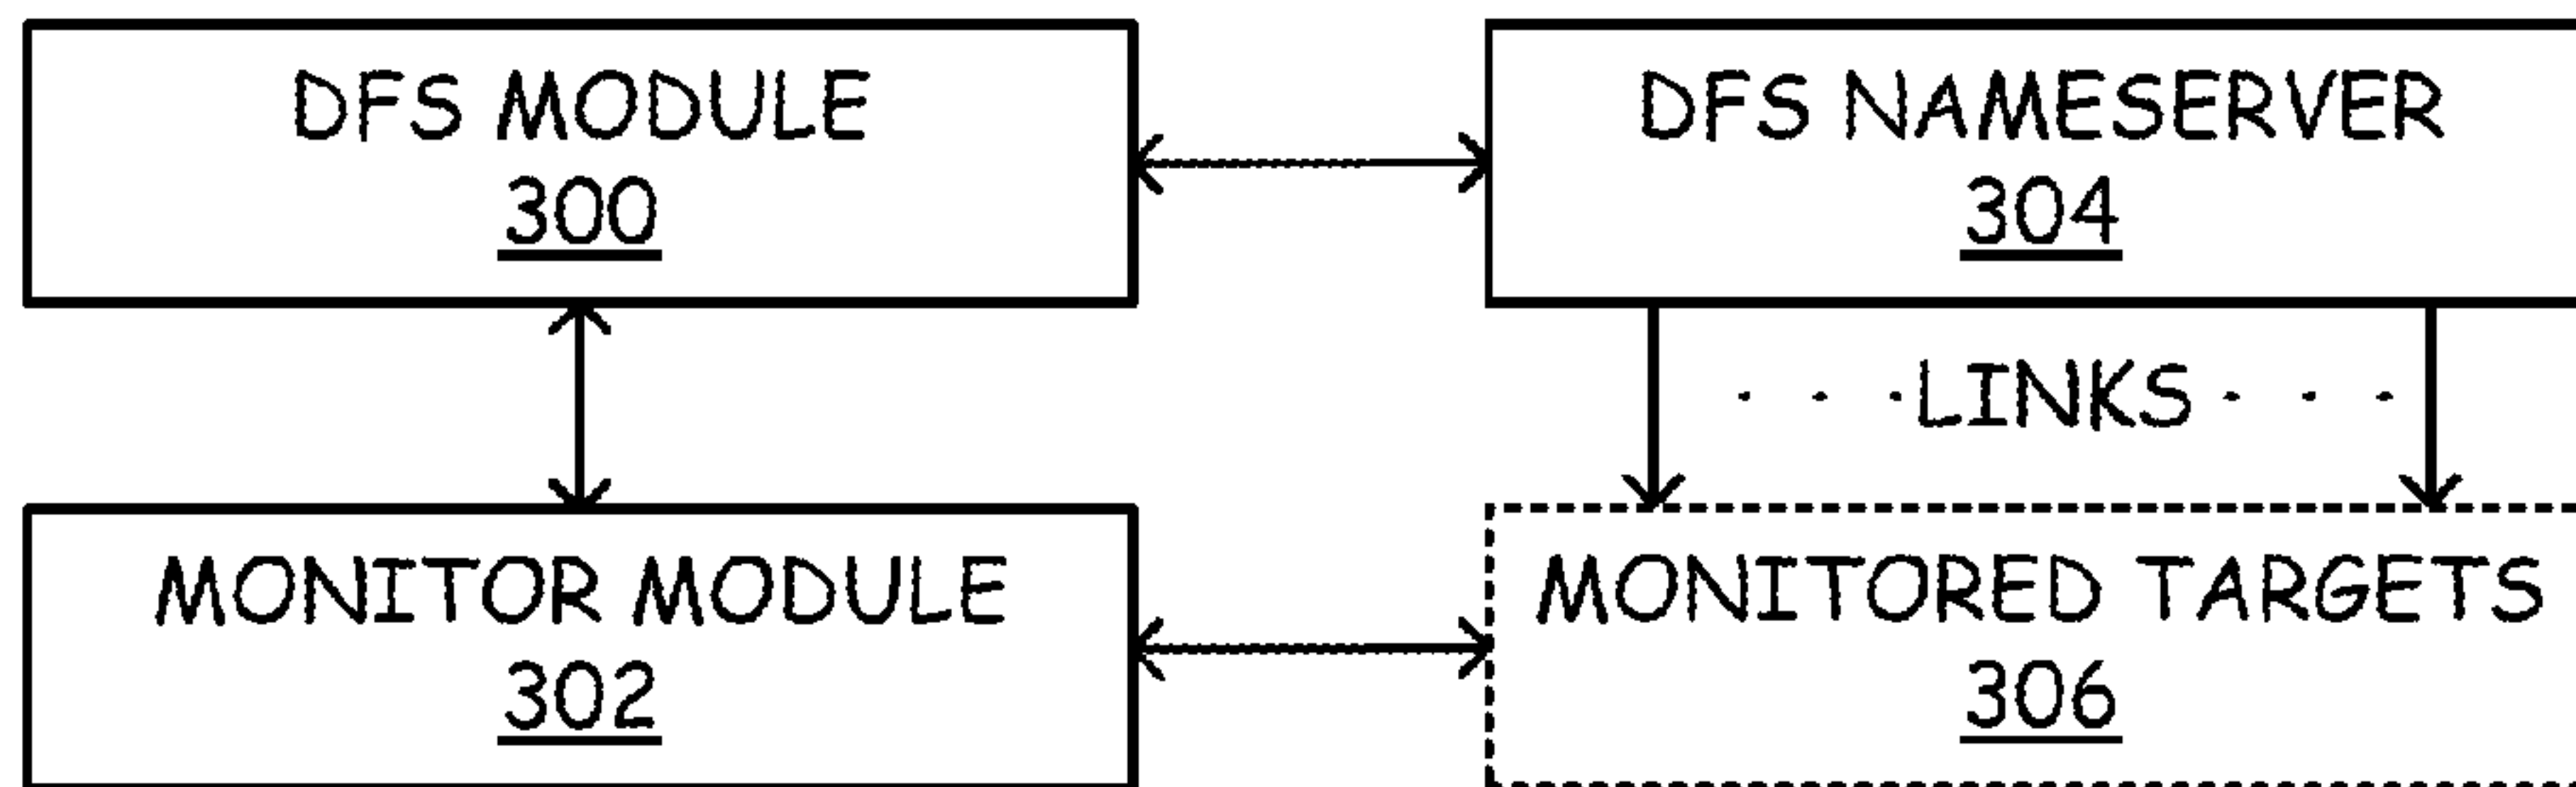 DFS MODULE
300
DFS NAMESERVER
304
. . . LINKS . . .
MONITOR MODULE
302
MONITORED TARGETS
306